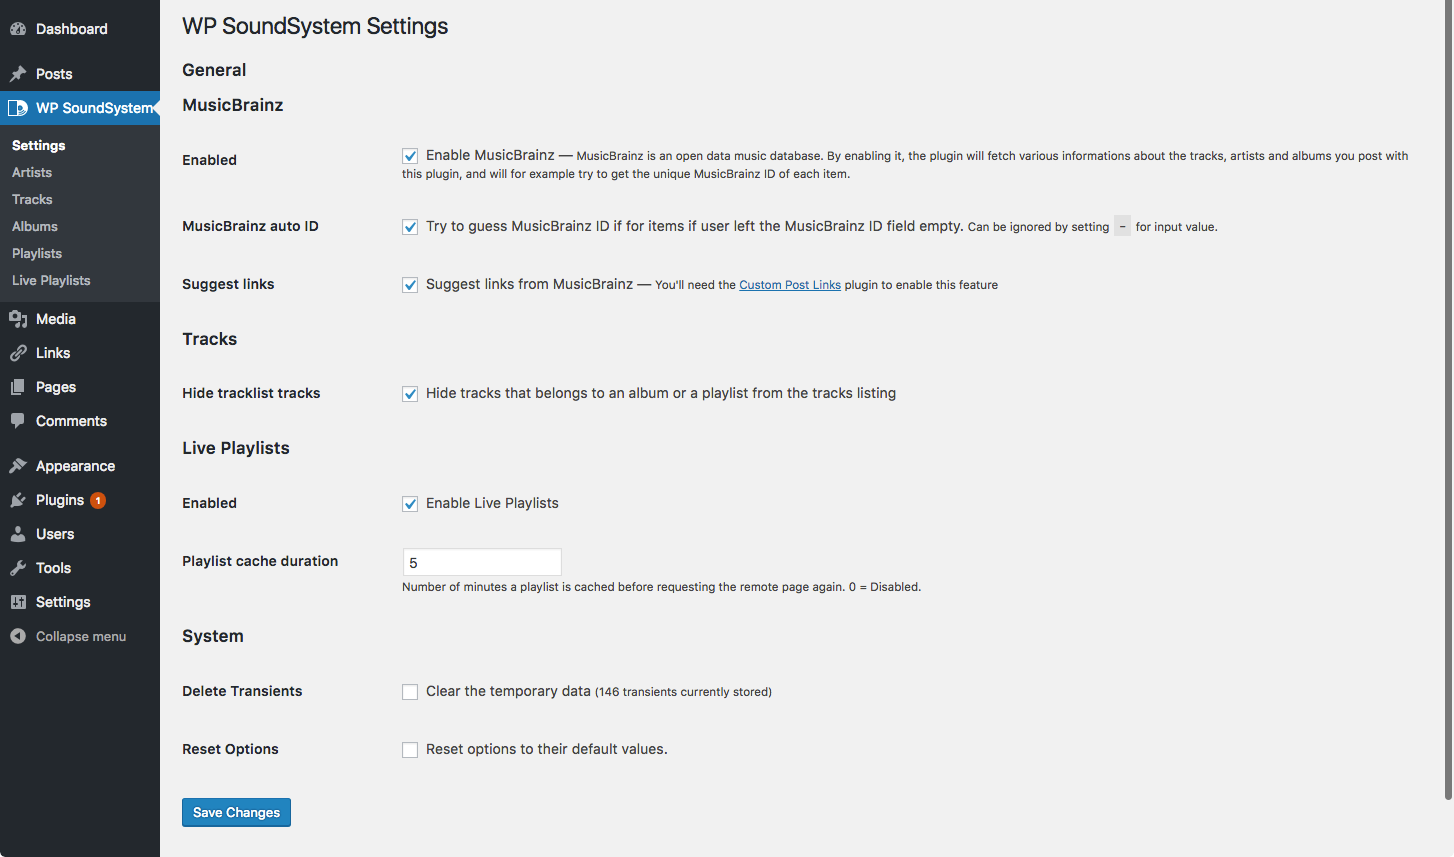 Dashboard
Posts
WP SoundSystem
Settings
Artists
Tracks
Albums
Playlists
Live Playlists
Media
Links
Pages
Comments
Appearance
Plugins 1
Users
Tools
Settings
Collapse menu
WP SoundSystem Settings
General
MusicBrainz
Enabled
Enable MusicBrainz — MusicBrainz is an open data music database. By enabling it, the plugin will fetch various informations about the tracks, artists and albums you post with
this plugin, and will for example try to get the unique MusicBrainz ID of each item.
MusicBrainz auto ID
Try to guess MusicBrainz ID if for items if user left the MusicBrainz ID field empty. Can be ignored by setting - for input value.
Suggest links
Suggest links from MusicBrainz — You'll need the Custom Post Links plugin to enable this feature
Tracks
Hide tracklist tracks
Hide tracks that belongs to an album or a playlist from the tracks listing
Live Playlists
Enabled
Enable Live Playlists
Playlist cache duration
5
Number of minutes a playlist is cached before requesting the remote page again. 0 = Disabled.
System
Delete Transients
Clear the temporary data (146 transients currently stored)
Reset Options
Reset options to their default values.
Save Changes